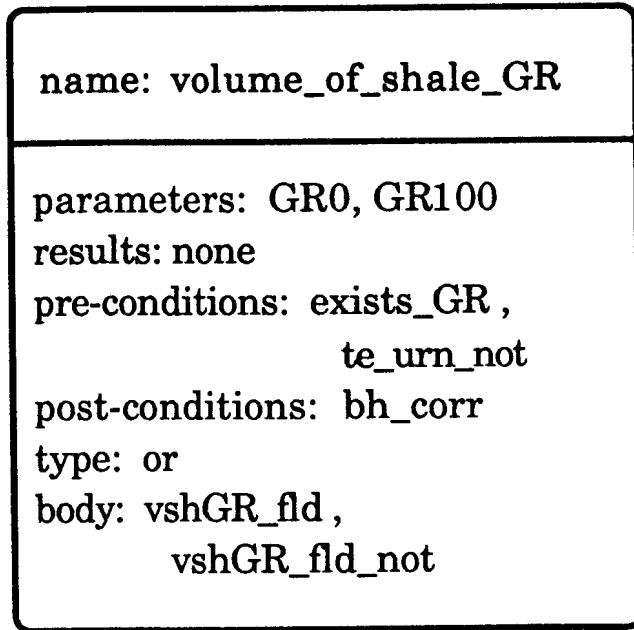 name: volume_of_shale_GR
parameters: GR0, GR100
results: none
pre-conditions: exists_GR ,
te_urn_not
post-conditions: bh_corr
type: or
body: vshGR_fld ,
vshGR_fld_not